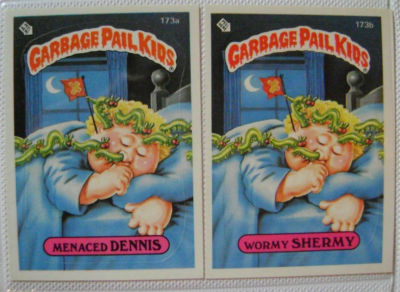 173a
GARBAGE PAIL KIDS
MENACED DENNIS
173b
GARBAGE PAIL KIDS
WORMY SHERMY